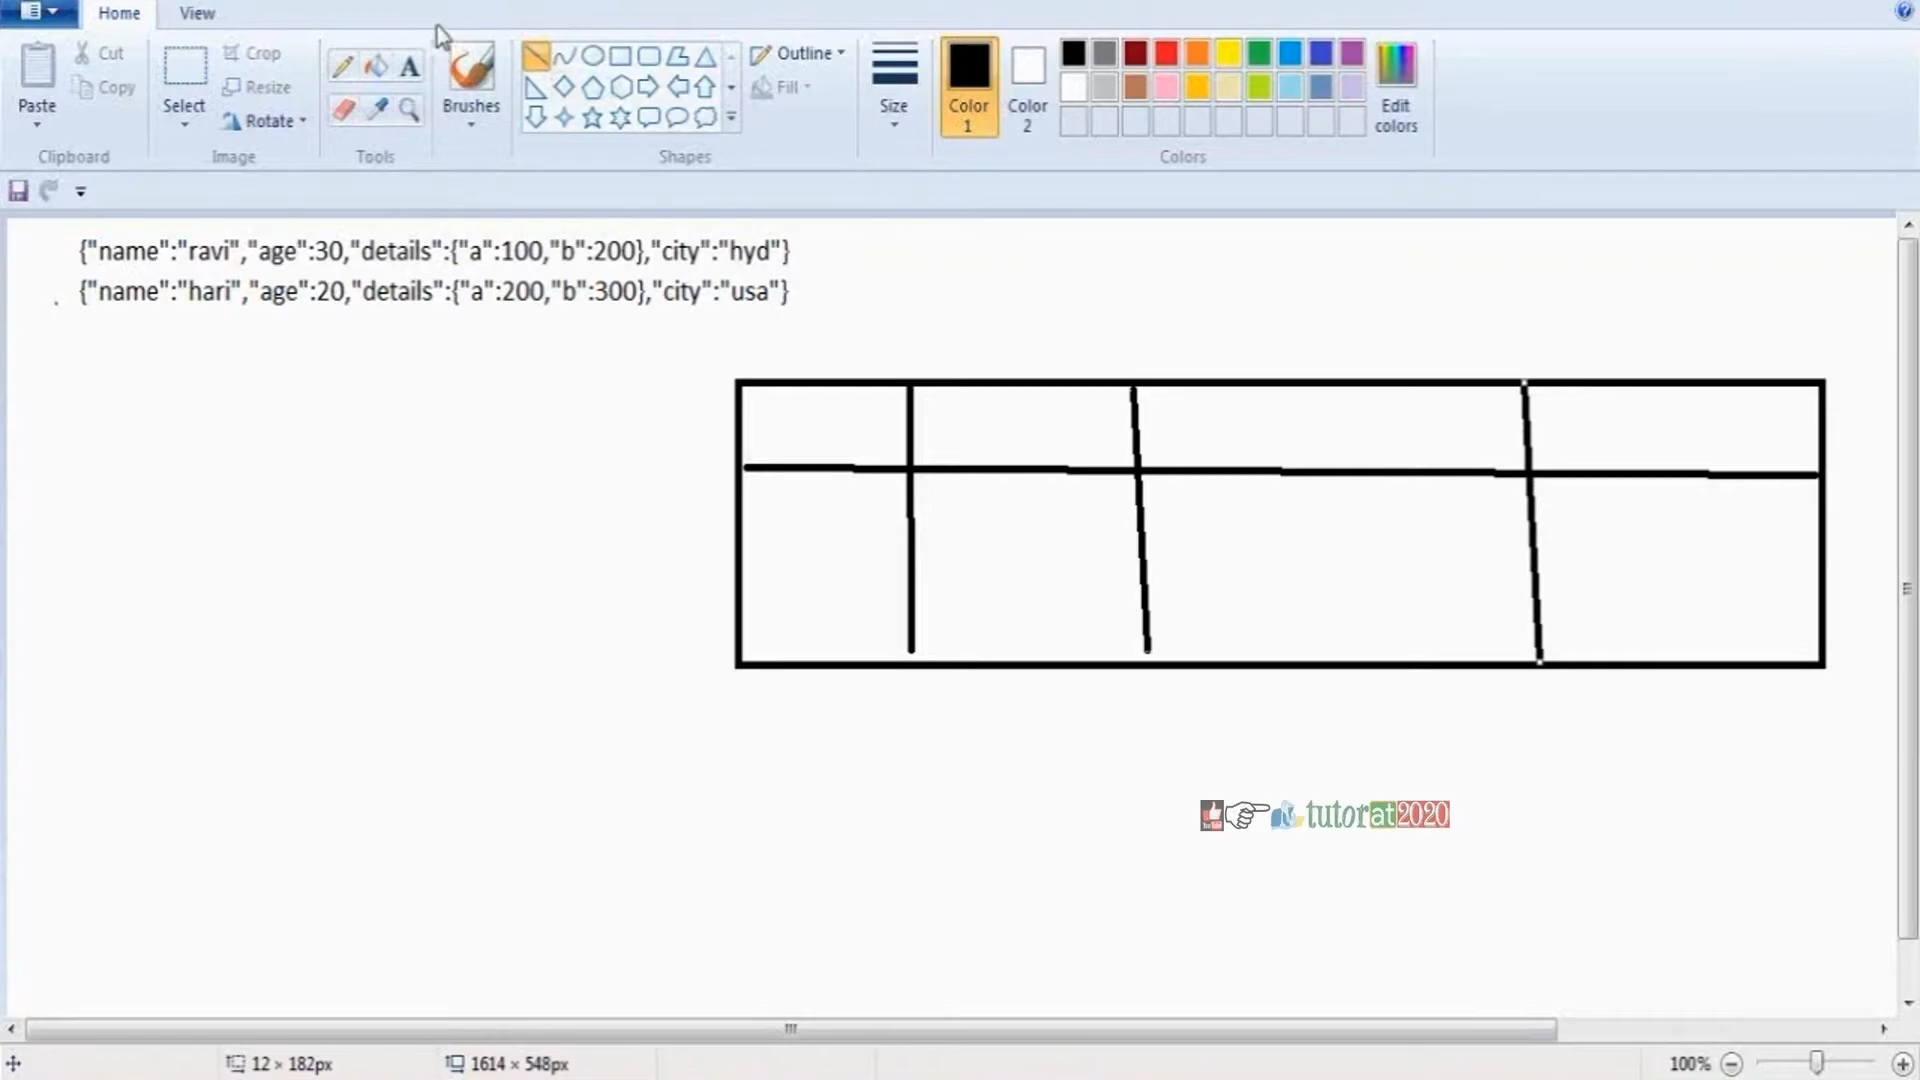 Home View
Paste
Cut
Copy
Clipboard
Select
Crop
Resize
Rotate
Image
Tools
Brushes
Shapes
Outline
Fill
Size
Color 1
Color 2
Edit colors
Colors
{"name":"ravi","age":30,"details":{"a":100,"b":200},"city":"hyd"}
{"name":"hari","age":20,"details":{"a":200,"b":300},"city":"usa"}
tutorat2020
12 × 182px
1614 × 548px
100%